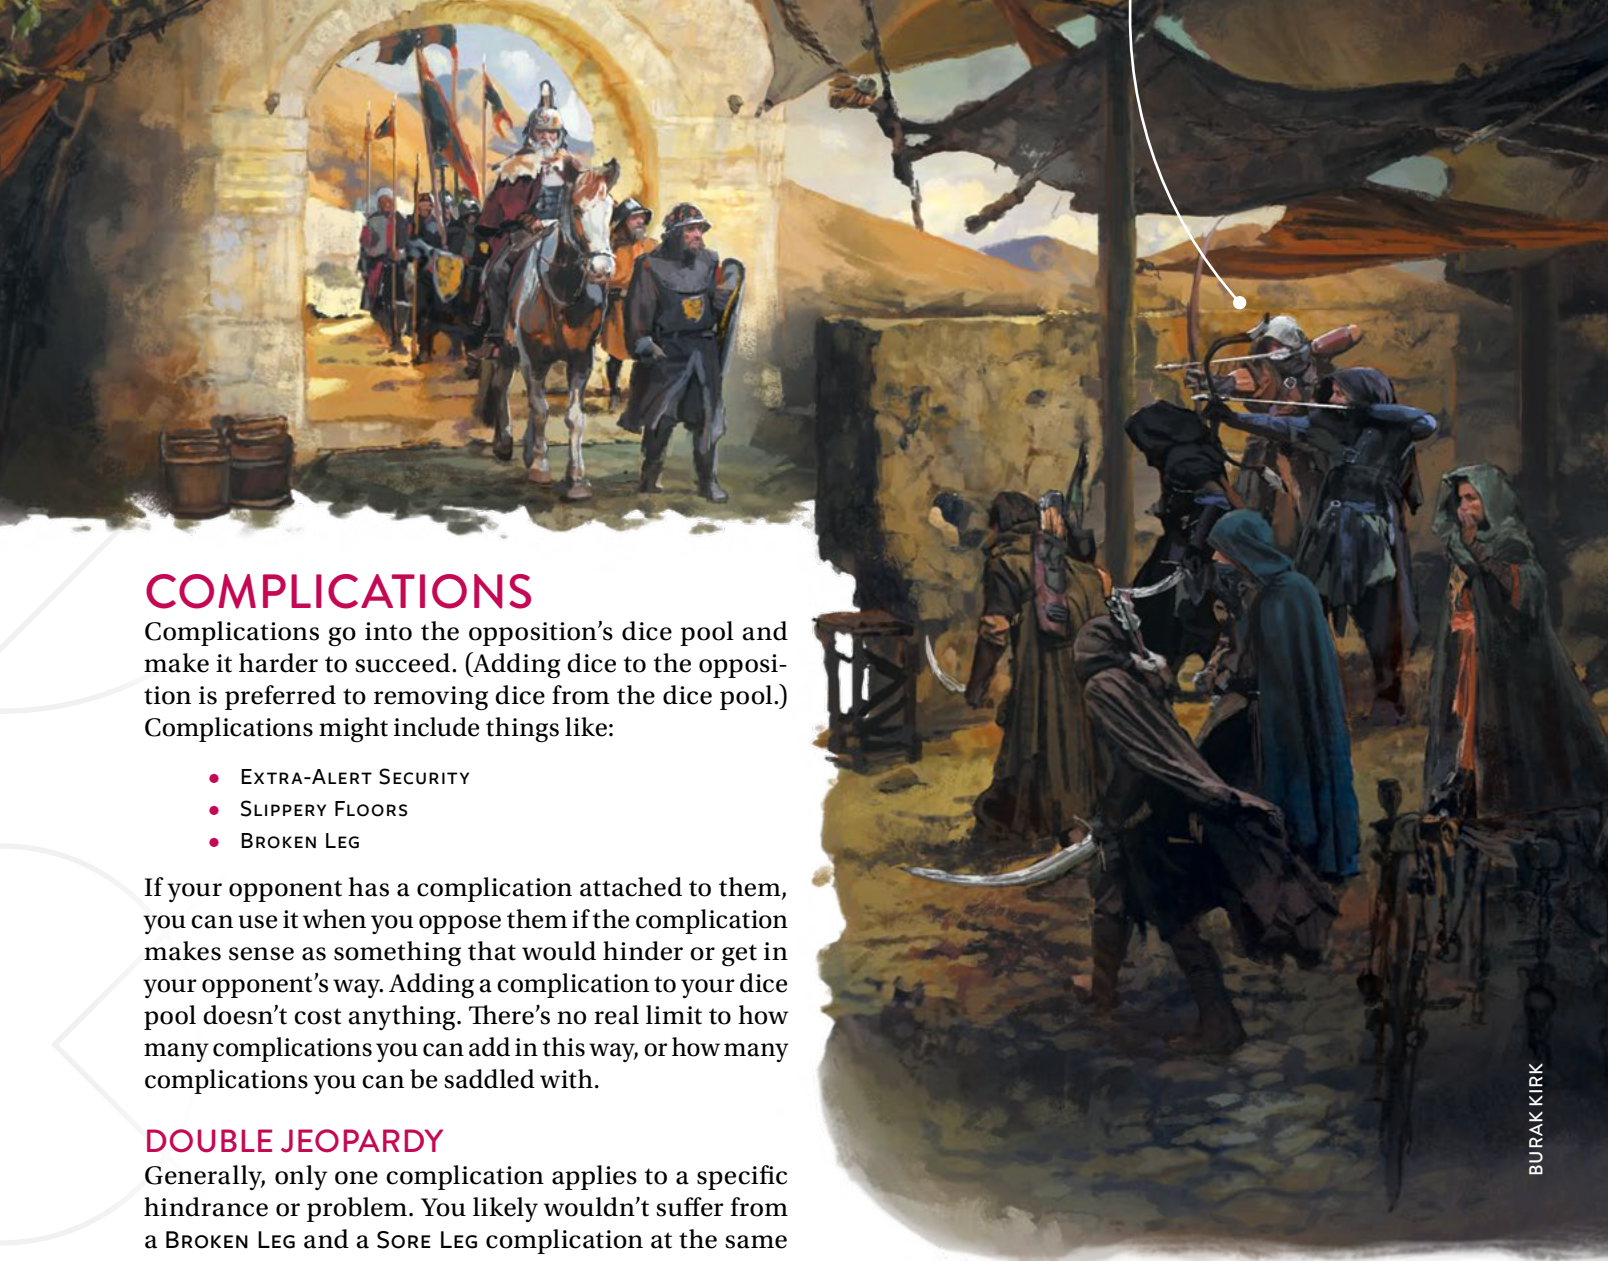 COMPLICATIONS
Complications go into the opposition’s dice pool and
make it harder to succeed. (Adding dice to the opposi-
tion is preferred to removing dice from the dice pool.)
Complications might include things like:
• Extra-Alert Security
• Slippery Floors
• Broken Leg
If your opponent has a complication attached to them,
you can use it when you oppose them if the complication
makes sense as something that would hinder or get in
your opponent’s way. Adding a complication to your dice
pool doesn’t cost anything. There’s no real limit to how
many complications you can add in this way, or how many
complications you can be saddled with.
DOUBLE JEOPARDY
Generally, only one complication applies to a specific
hindrance or problem. You likely wouldn’t suffer from
a Broken Leg and a Sore Leg complication at the same
BURAK KIRK